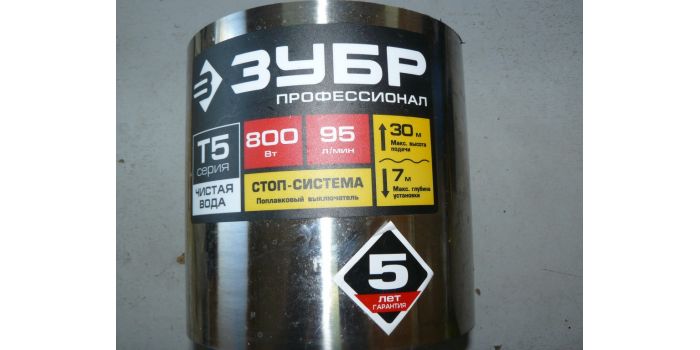 ЗУБР
ПРОФЕССИОНАЛ
Т5
серия
800
Вт
95
л/мин
30 м
Макс. высота
подачи
ЧИСТАЯ
ВОДА
СТОП-СИСТЕМА
Поплавковый выключатель
7 м
Макс. глубина
установки
5
лет
ГАРАНТИЯ